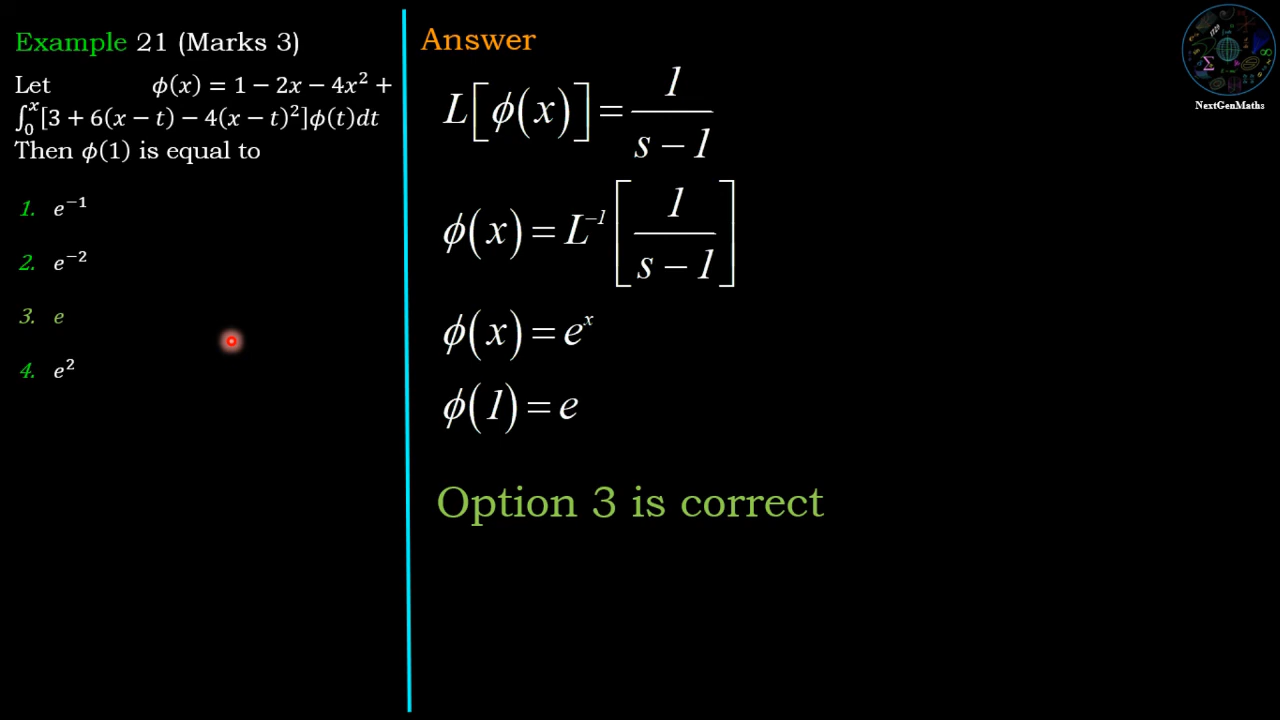 Example 21 (Marks 3)
Let ϕ(x) = 1 − 2x − 4x² +
∫₀ˣ[3 + 6(x − t) − 4(x − t)²]ϕ(t)dt
Then ϕ(1) is equal to
1. e⁻¹
2. e⁻²
3. e
4. e²
Answer
L[ϕ(x)] = 1/(s − 1)
ϕ(x) = L⁻¹[1/(s − 1)]
ϕ(x) = eˣ
ϕ(1) = e
Option 3 is correct
NextGenMaths